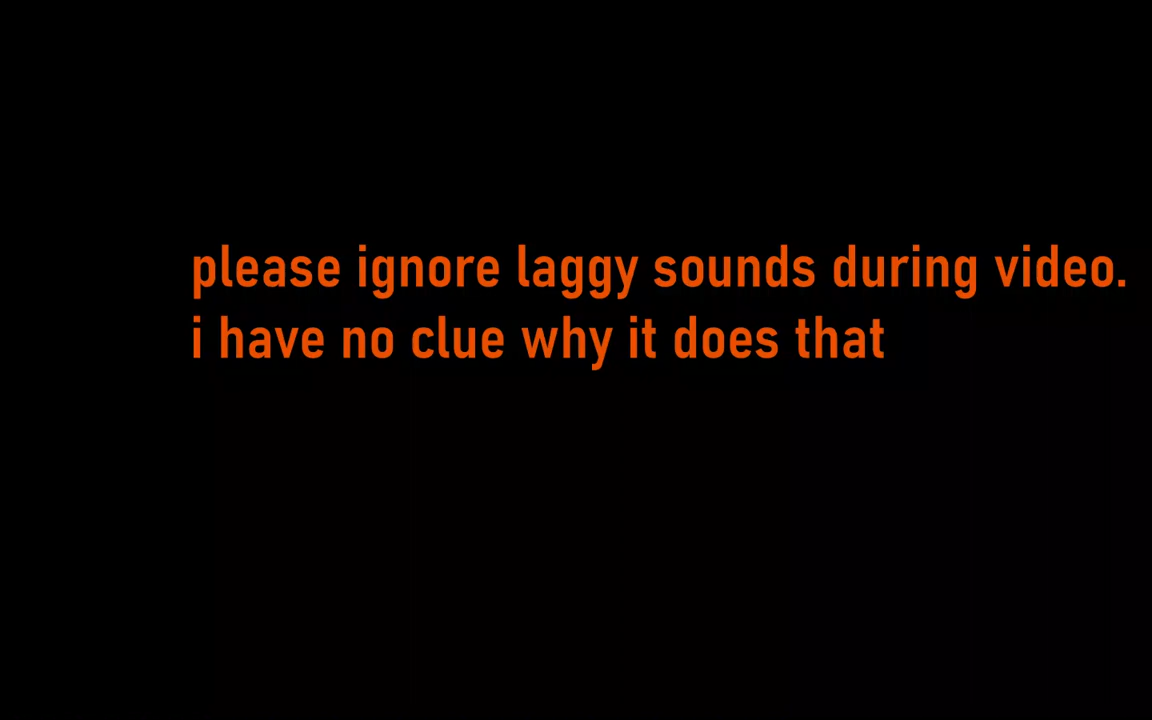 please ignore laggy sounds during video.
i have no clue why it does that